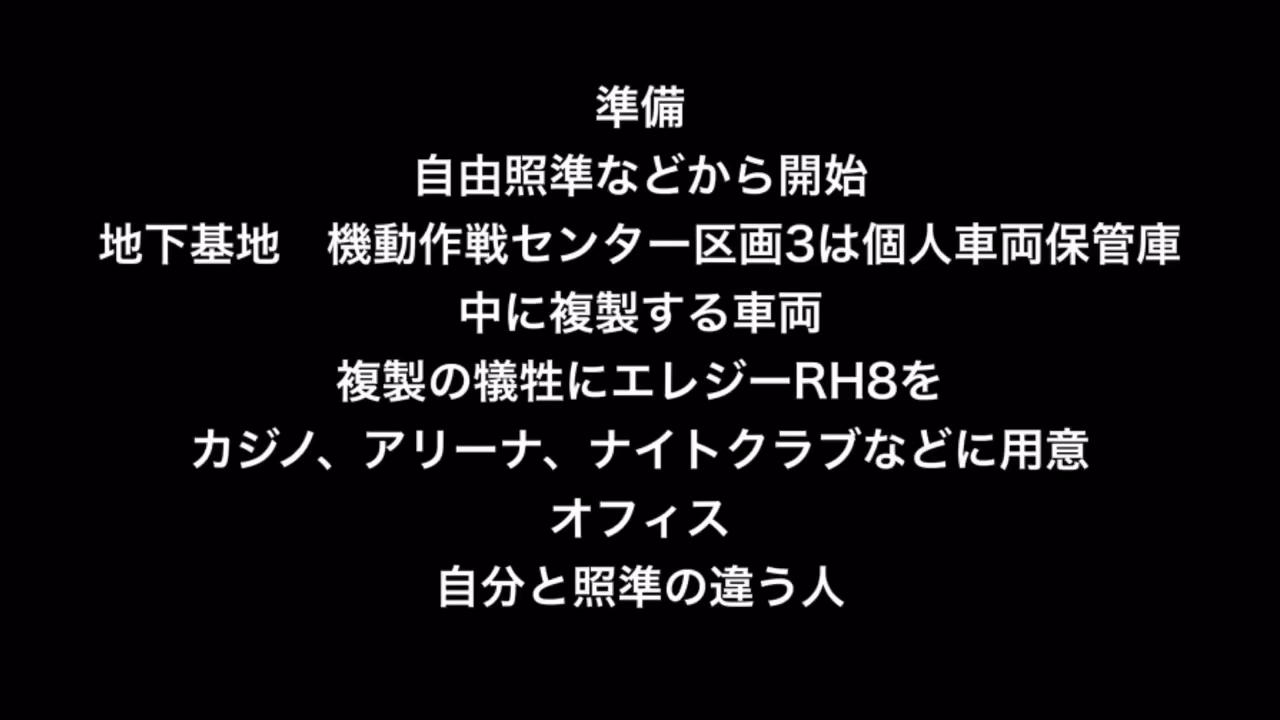 準備
自由照準などから開始
地下基地　機動作戦センター区画3は個人車両保管庫
中に複製する車両
複製の犠牲にエレジーRH8を
カジノ、アリーナ、ナイトクラブなどに用意
オフィス
自分と照準の違う人